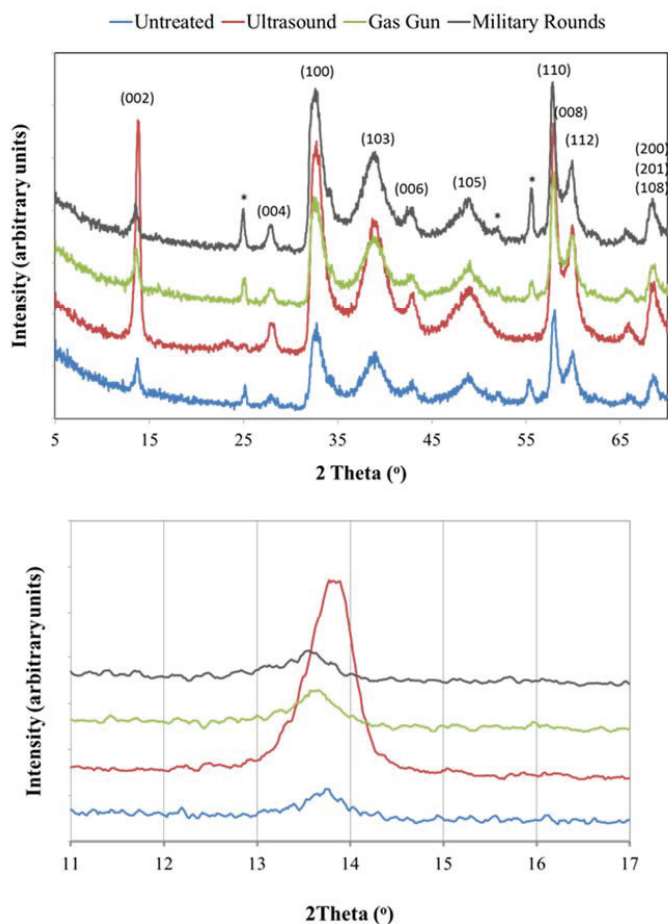 Untreated Ultrasound Gas Gun Military Rounds
(002)
*
(004)
(100)
(103)
(006)
(105)
*
*
(110)
(008)
(112)
(200)
(201)
(108)
Intensity (arbitrary units)
5 15 25 35 45 55 65
2 Theta (º)
Intensity (arbitrary units)
11 12 13 14 15 16 17
2Theta (º)